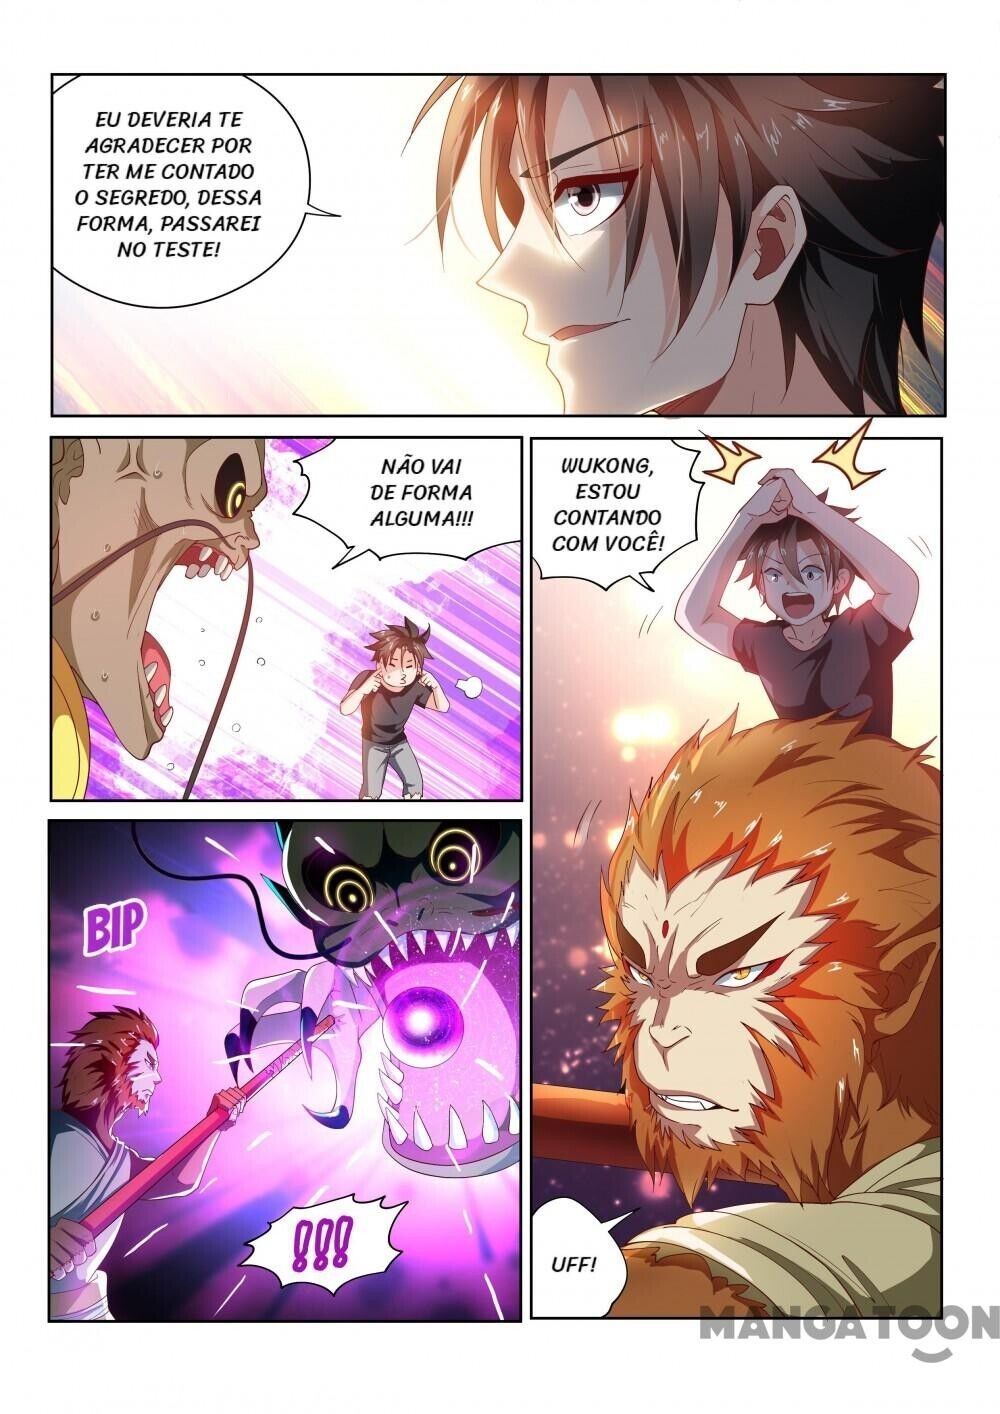 EU DEVERIA TE
AGRADECER POR
TER ME CONTADO
O SEGREDO, DESSA
FORMA, PASSAREI
NO TESTE!
NÃO VAI
DE FORMA
ALGUMA!!!
WUKONG,
ESTOU
CONTANDO
COM VOCÊ!
BIP
!!!
UFF!
MANGATOON